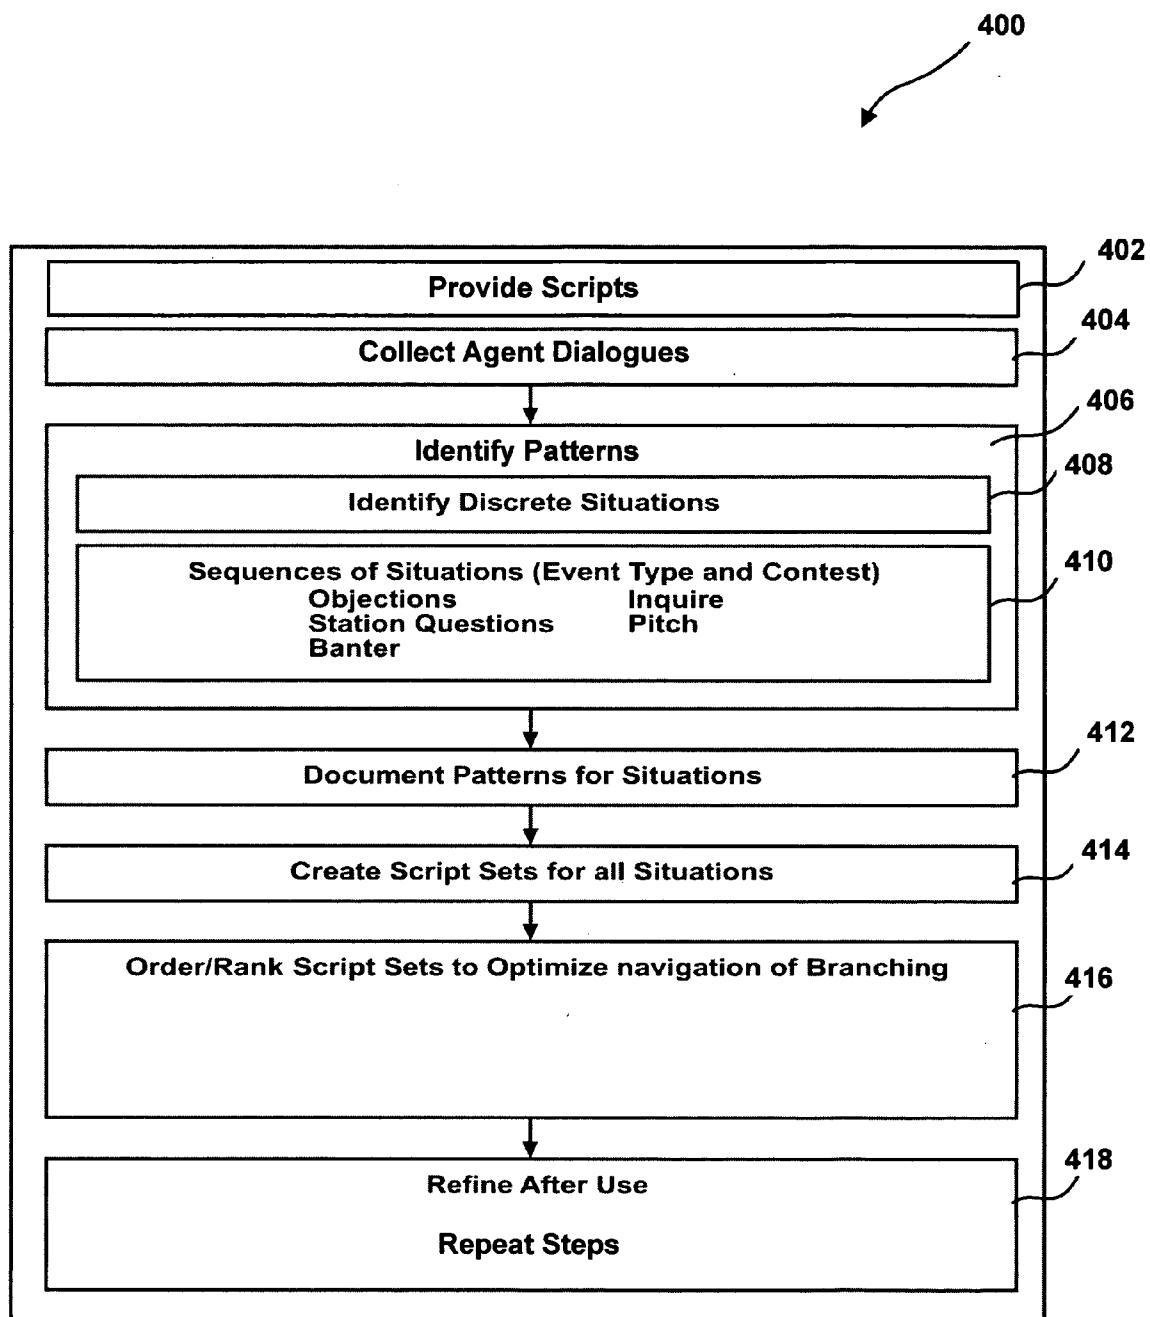 400
402
Provide Scripts
404
Collect Agent Dialogues
406
Identify Patterns
408
Identify Discrete Situations
410
Sequences of Situations (Event Type and Contest)
Objections Inquire
Station Questions Pitch
Banter
412
Document Patterns for Situations
414
Create Script Sets for all Situations
Order/Rank Script Sets to Optimize navigation of Branching
416
418
Refine After Use
Repeat Steps